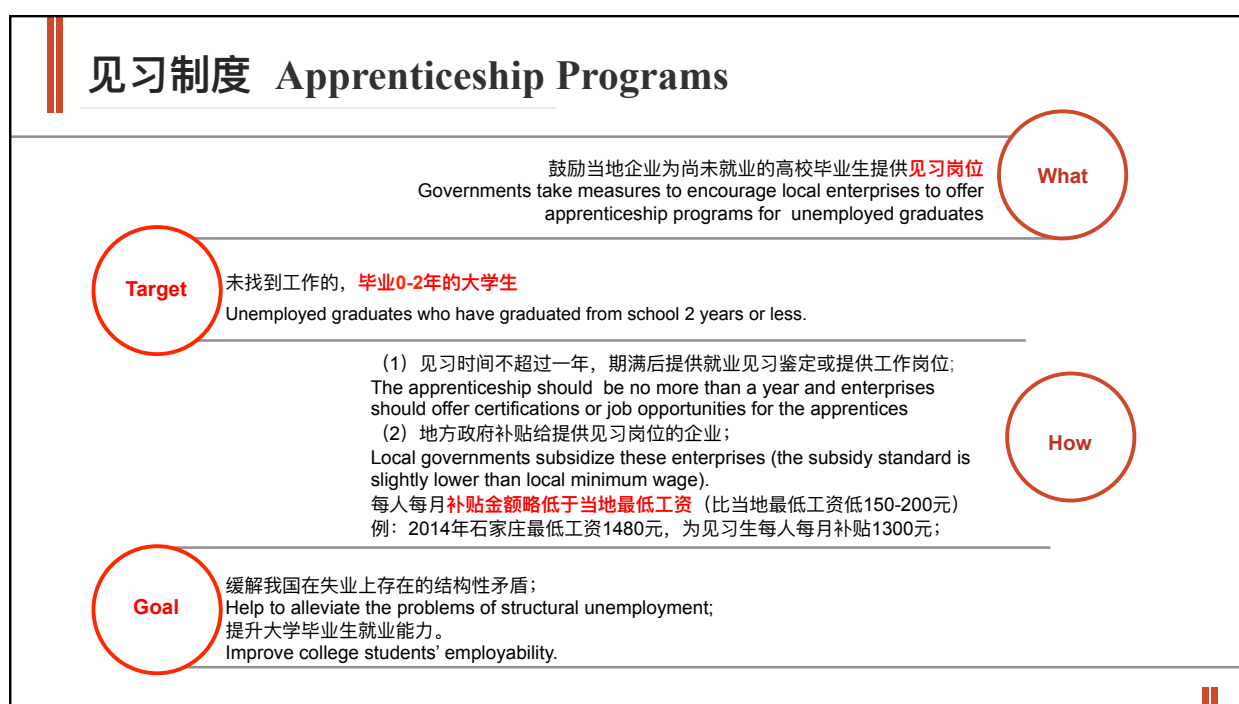 见习制度 Apprenticeship Programs
鼓励当地企业为尚未就业的高校毕业生提供见习岗位
Governments take measures to encourage local enterprises to offer
apprenticeship programs for unemployed graduates
What
Target
未找到工作的，毕业0-2年的大学生
Unemployed graduates who have graduated from school 2 years or less.
（1）见习时间不超过一年，期满后提供就业见习鉴定或提供工作岗位;
The apprenticeship should be no more than a year and enterprises
should offer certifications or job opportunities for the apprentices
（2）地方政府补贴给提供见习岗位的企业；
Local governments subsidize these enterprises (the subsidy standard is
slightly lower than local minimum wage).
每人每月补贴金额略低于当地最低工资（比当地最低工资低150-200元）
例：2014年石家庄最低工资1480元，为见习生每人每月补贴1300元；
How
Goal
缓解我国在失业上存在的结构性矛盾；
Help to alleviate the problems of structural unemployment;
提升大学毕业生就业能力。
Improve college students’ employability.